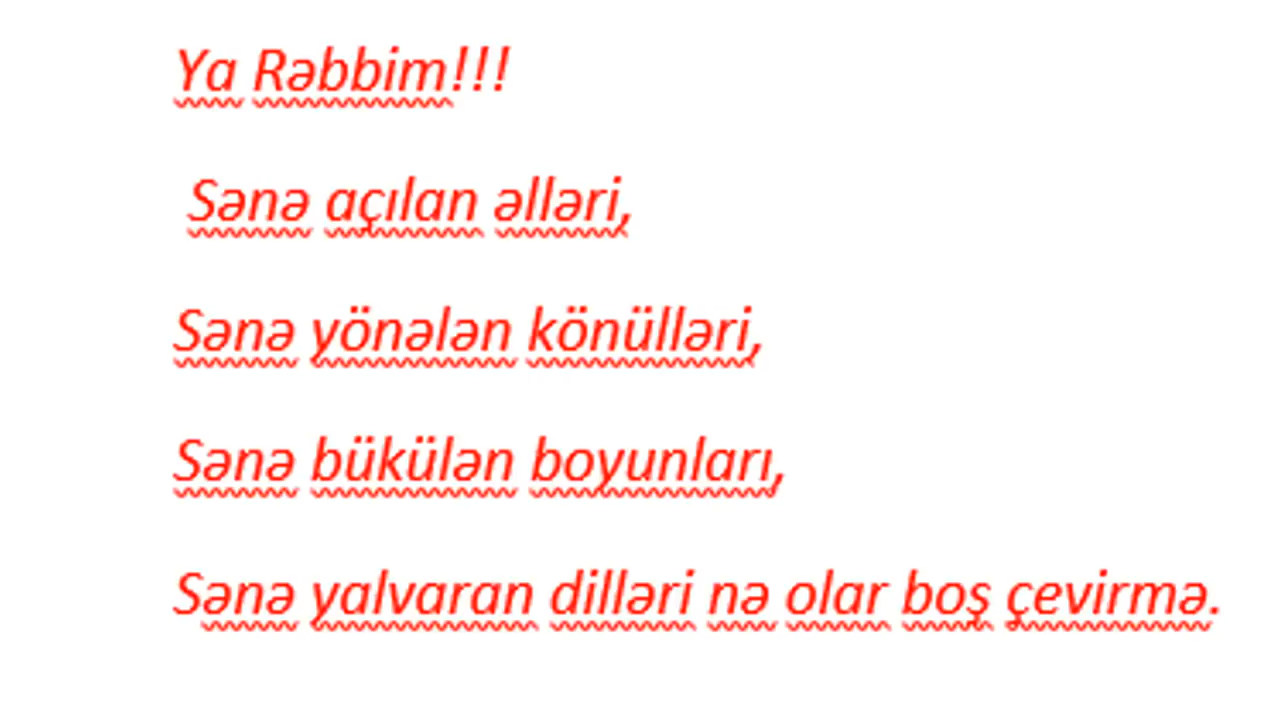 Ya Rəbbim!!!
Sənə açılan əlləri,
Sənə yönələn könülləri,
Sənə bükülən boyunları,
Sənə yalvaran dilləri nə olar boş çevirmə.